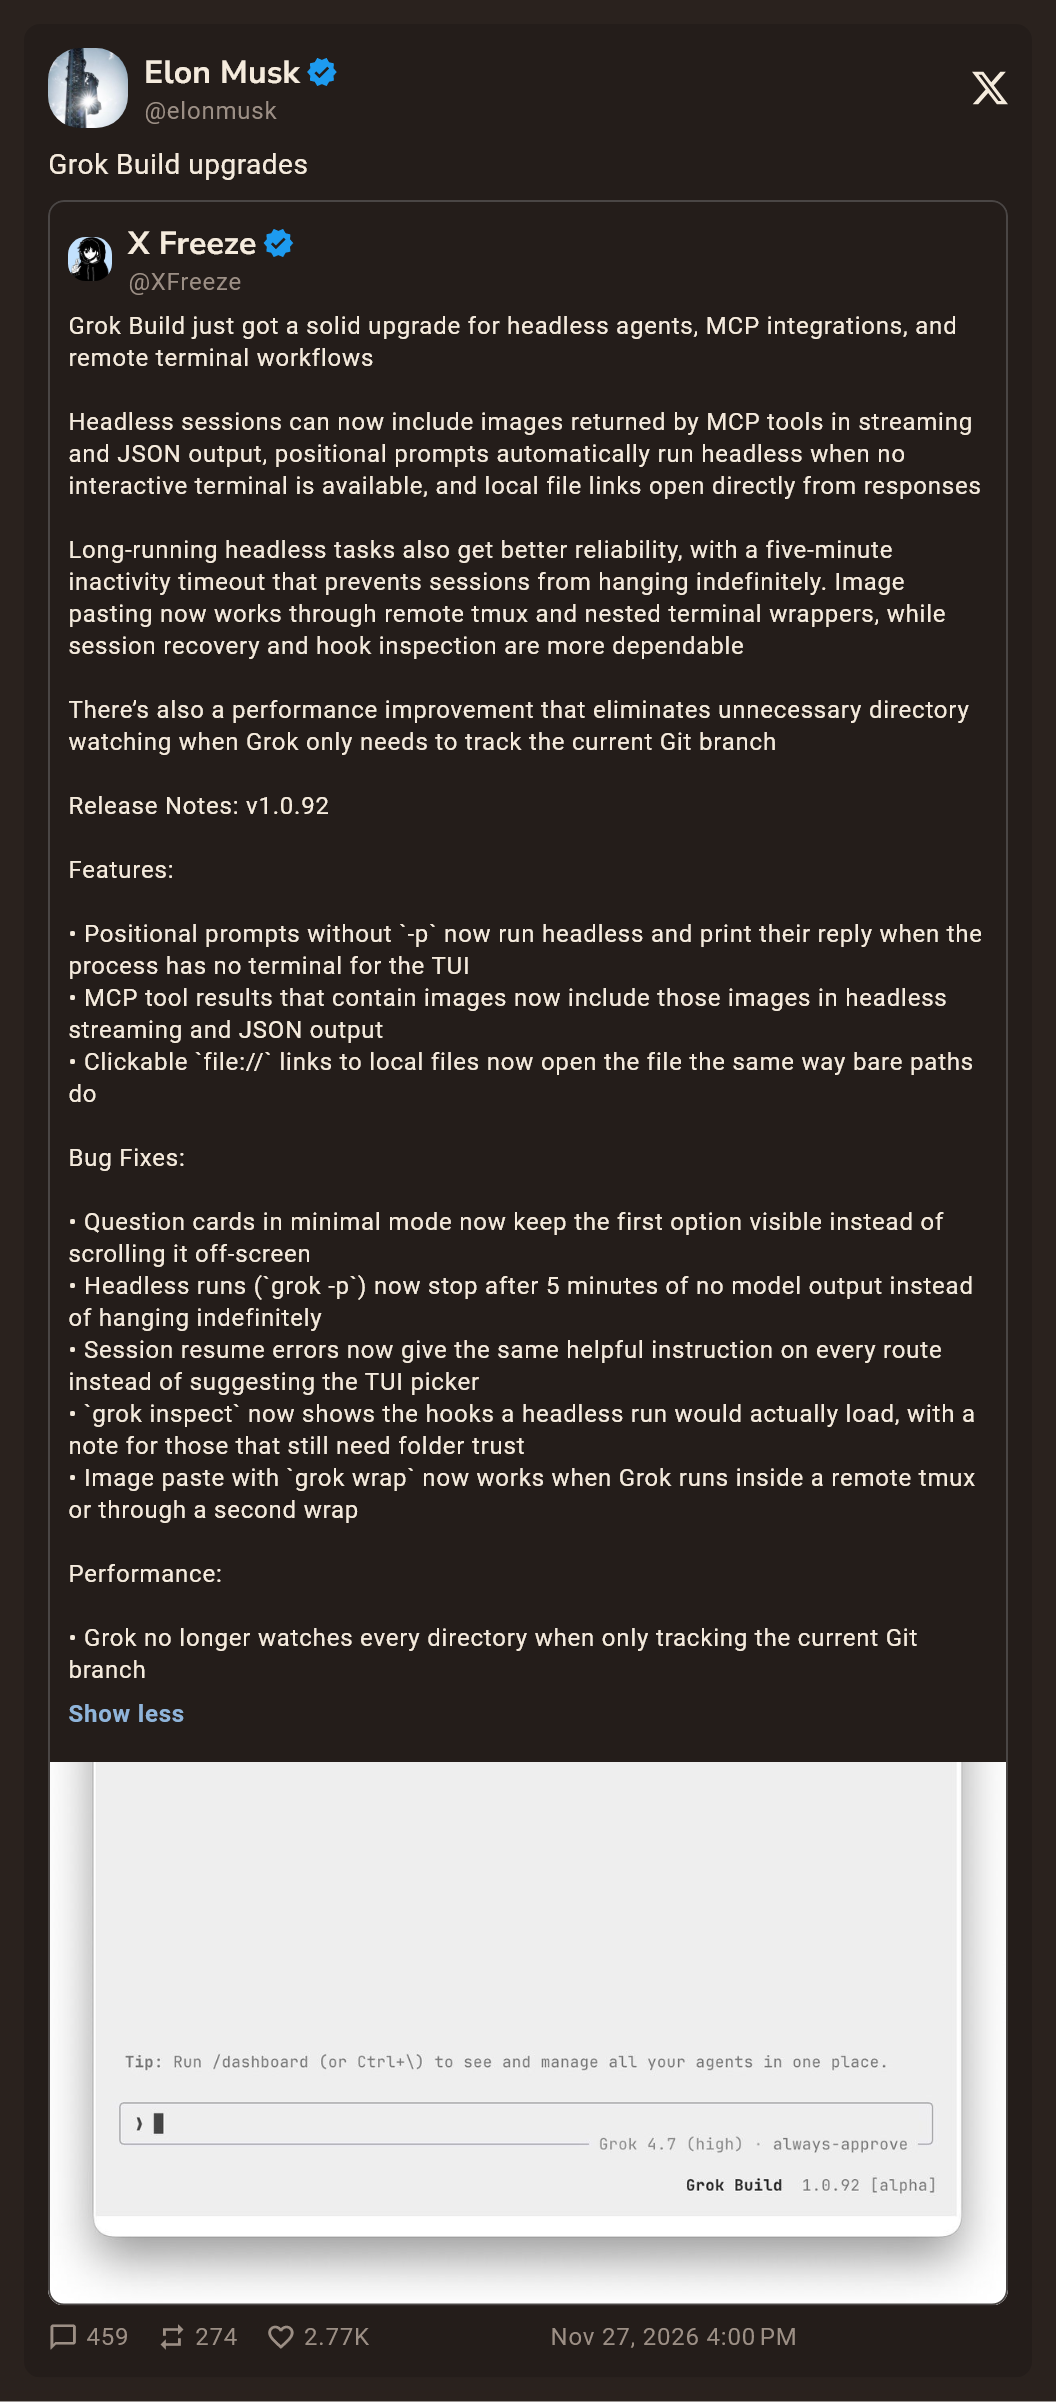 Elon Musk
@elonmusk
Grok Build upgrades
X Freeze
@XFreeze
Grok Build just got a solid upgrade for headless agents, MCP integrations, and
remote terminal workflows
Headless sessions can now include images returned by MCP tools in streaming
and JSON output, positional prompts automatically run headless when no
interactive terminal is available, and local file links open directly from responses
Long-running headless tasks also get better reliability, with a five-minute
inactivity timeout that prevents sessions from hanging indefinitely. Image
pasting now works through remote tmux and nested terminal wrappers, while
session recovery and hook inspection are more dependable
There’s also a performance improvement that eliminates unnecessary directory
watching when Grok only needs to track the current Git branch
Release Notes: v1.0.92
Features:
• Positional prompts without `-p` now run headless and print their reply when the
process has no terminal for the TUI
• MCP tool results that contain images now include those images in headless
streaming and JSON output
• Clickable `file://` links to local files now open the file the same way bare paths
do
Bug Fixes:
• Question cards in minimal mode now keep the first option visible instead of
scrolling it off-screen
• Headless runs (`grok -p`) now stop after 5 minutes of no model output instead
of hanging indefinitely
• Session resume errors now give the same helpful instruction on every route
instead of suggesting the TUI picker
• `grok inspect` now shows the hooks a headless run would actually load, with a
note for those that still need folder trust
• Image paste with `grok wrap` now works when Grok runs inside a remote tmux
or through a second wrap
Performance:
• Grok no longer watches every directory when only tracking the current Git
branch
Show less
Tip: Run /dashboard (or Ctrl+\) to see and manage all your agents in one place.
❯
Grok 4.7 (high) · always-approve
Grok Build 1.0.92 [alpha]
459 274 2.77K Nov 27, 2026 4:00 PM